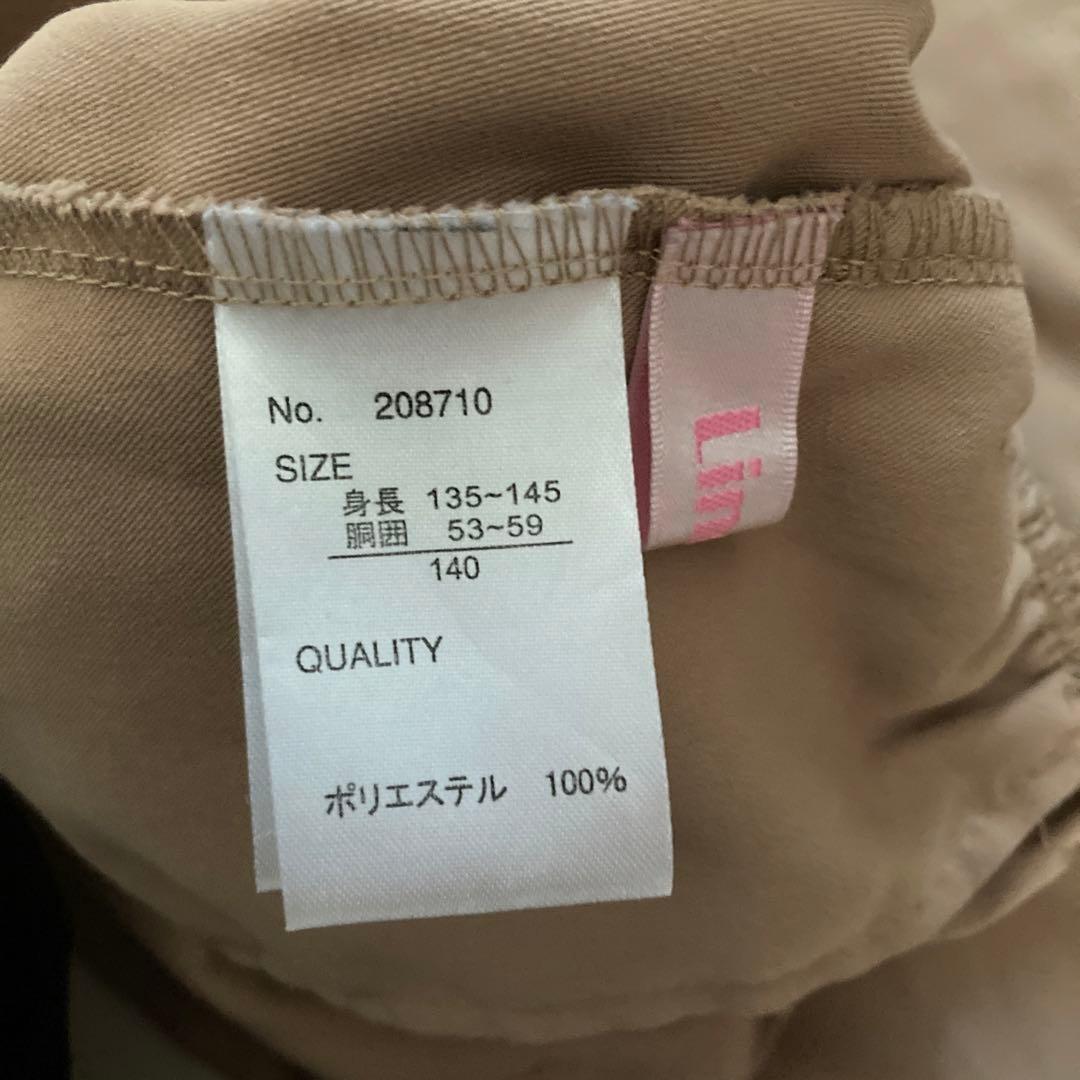 No. 208710
SIZE
身長 135~145
胴囲 53~59
140
QUALITY
ポリエステル 100%
Lin